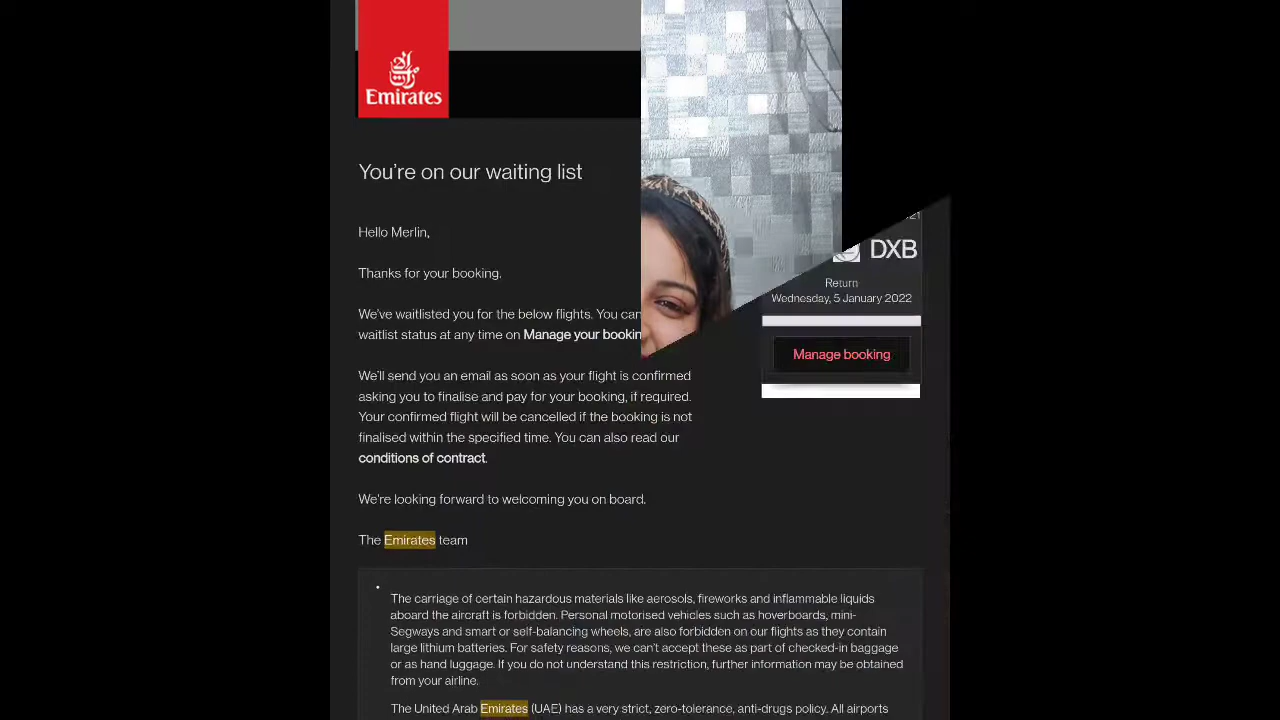 Emirates
You're on our waiting list
Hello Merlin,
Thanks for your booking.
We've waitlisted you for the below flights. You can
waitlist status at any time on Manage your bookin
We'll send you an email as soon as your flight is confirmed
asking you to finalise and pay for your booking, if required.
Your confirmed flight will be cancelled if the booking is not
finalised within the specified time. You can also read our
conditions of contract.
We're looking forward to welcoming you on board.
The Emirates team
DXB
Return
Wednesday, 5 January 2022
Manage booking
• The carriage of certain hazardous materials like aerosols, fireworks and inflammable liquids
aboard the aircraft is forbidden. Personal motorised vehicles such as hoverboards, mini-
Segways and smart or self-balancing wheels, are also forbidden on our flights as they contain
large lithium batteries. For safety reasons, we can't accept these as part of checked-in baggage
or as hand luggage. If you do not understand this restriction, further information may be obtained
from your airline.
The United Arab Emirates (UAE) has a very strict, zero-tolerance, anti-drugs policy. All airports